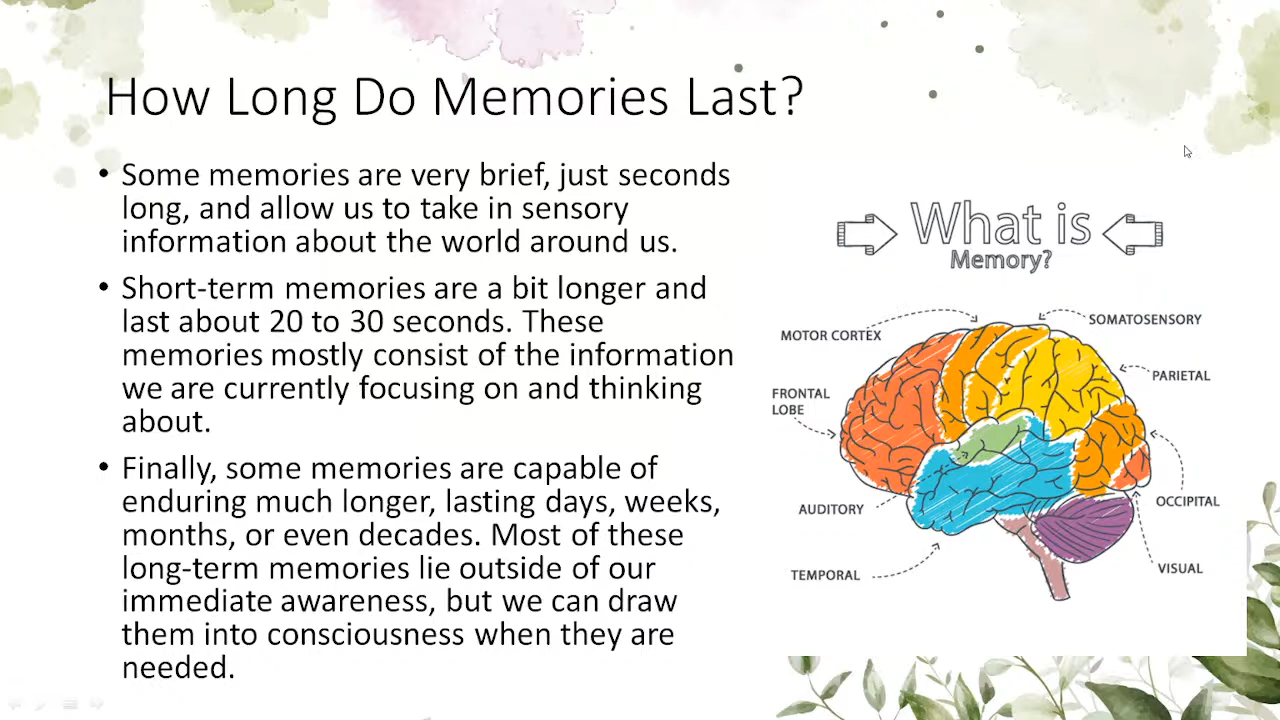 How Long Do Memories Last?
• Some memories are very brief, just seconds
long, and allow us to take in sensory
information about the world around us.
• Short-term memories are a bit longer and
last about 20 to 30 seconds. These
memories mostly consist of the information
we are currently focusing on and thinking
about.
• Finally, some memories are capable of
enduring much longer, lasting days, weeks,
months, or even decades. Most of these
long-term memories lie outside of our
immediate awareness, but we can draw
them into consciousness when they are
needed.
What is
Memory?
MOTOR CORTEX
SOMATOSENSORY
PARIETAL
FRONTAL
LOBE
AUDITORY
OCCIPITAL
TEMPORAL
VISUAL